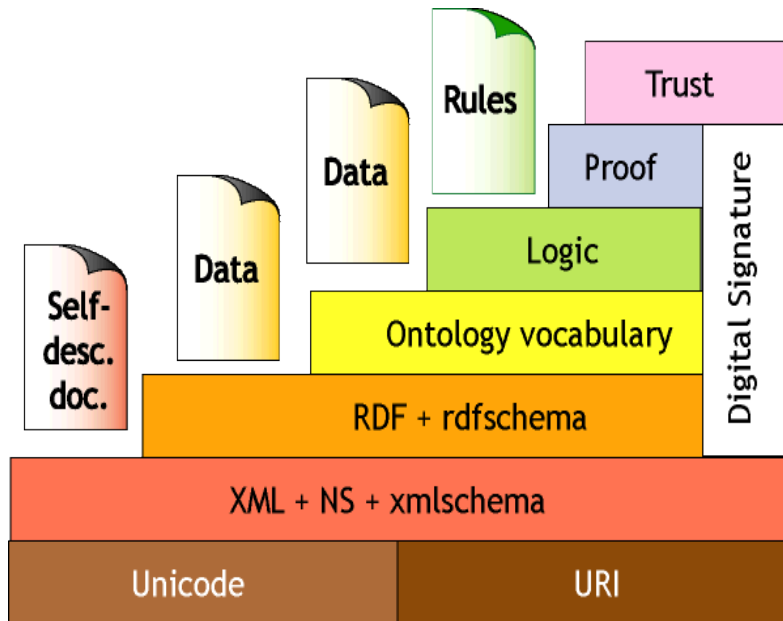 Trust
Rules
Proof
Data
Logic
Data
Ontology vocabulary
Digital Signature
Self-
desc.
doc.
RDF + rdfschema
XML + NS + xmlschema
Unicode
URI